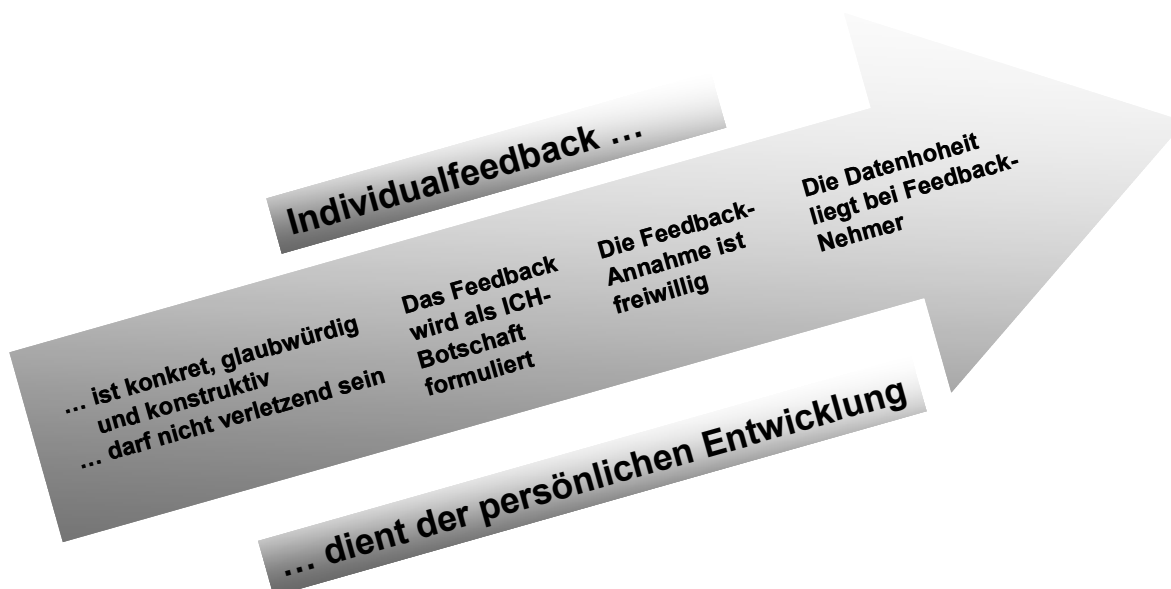 Individualfeedback …
… ist konkret, glaubwürdig
und konstruktiv
… darf nicht verletzend sein
Das Feedback
wird als ICH-
Botschaft
formuliert
Die Feedback-
Annahme ist
freiwillig
Die Datenhoheit
liegt bei Feedback-
Nehmer
… dient der persönlichen Entwicklung